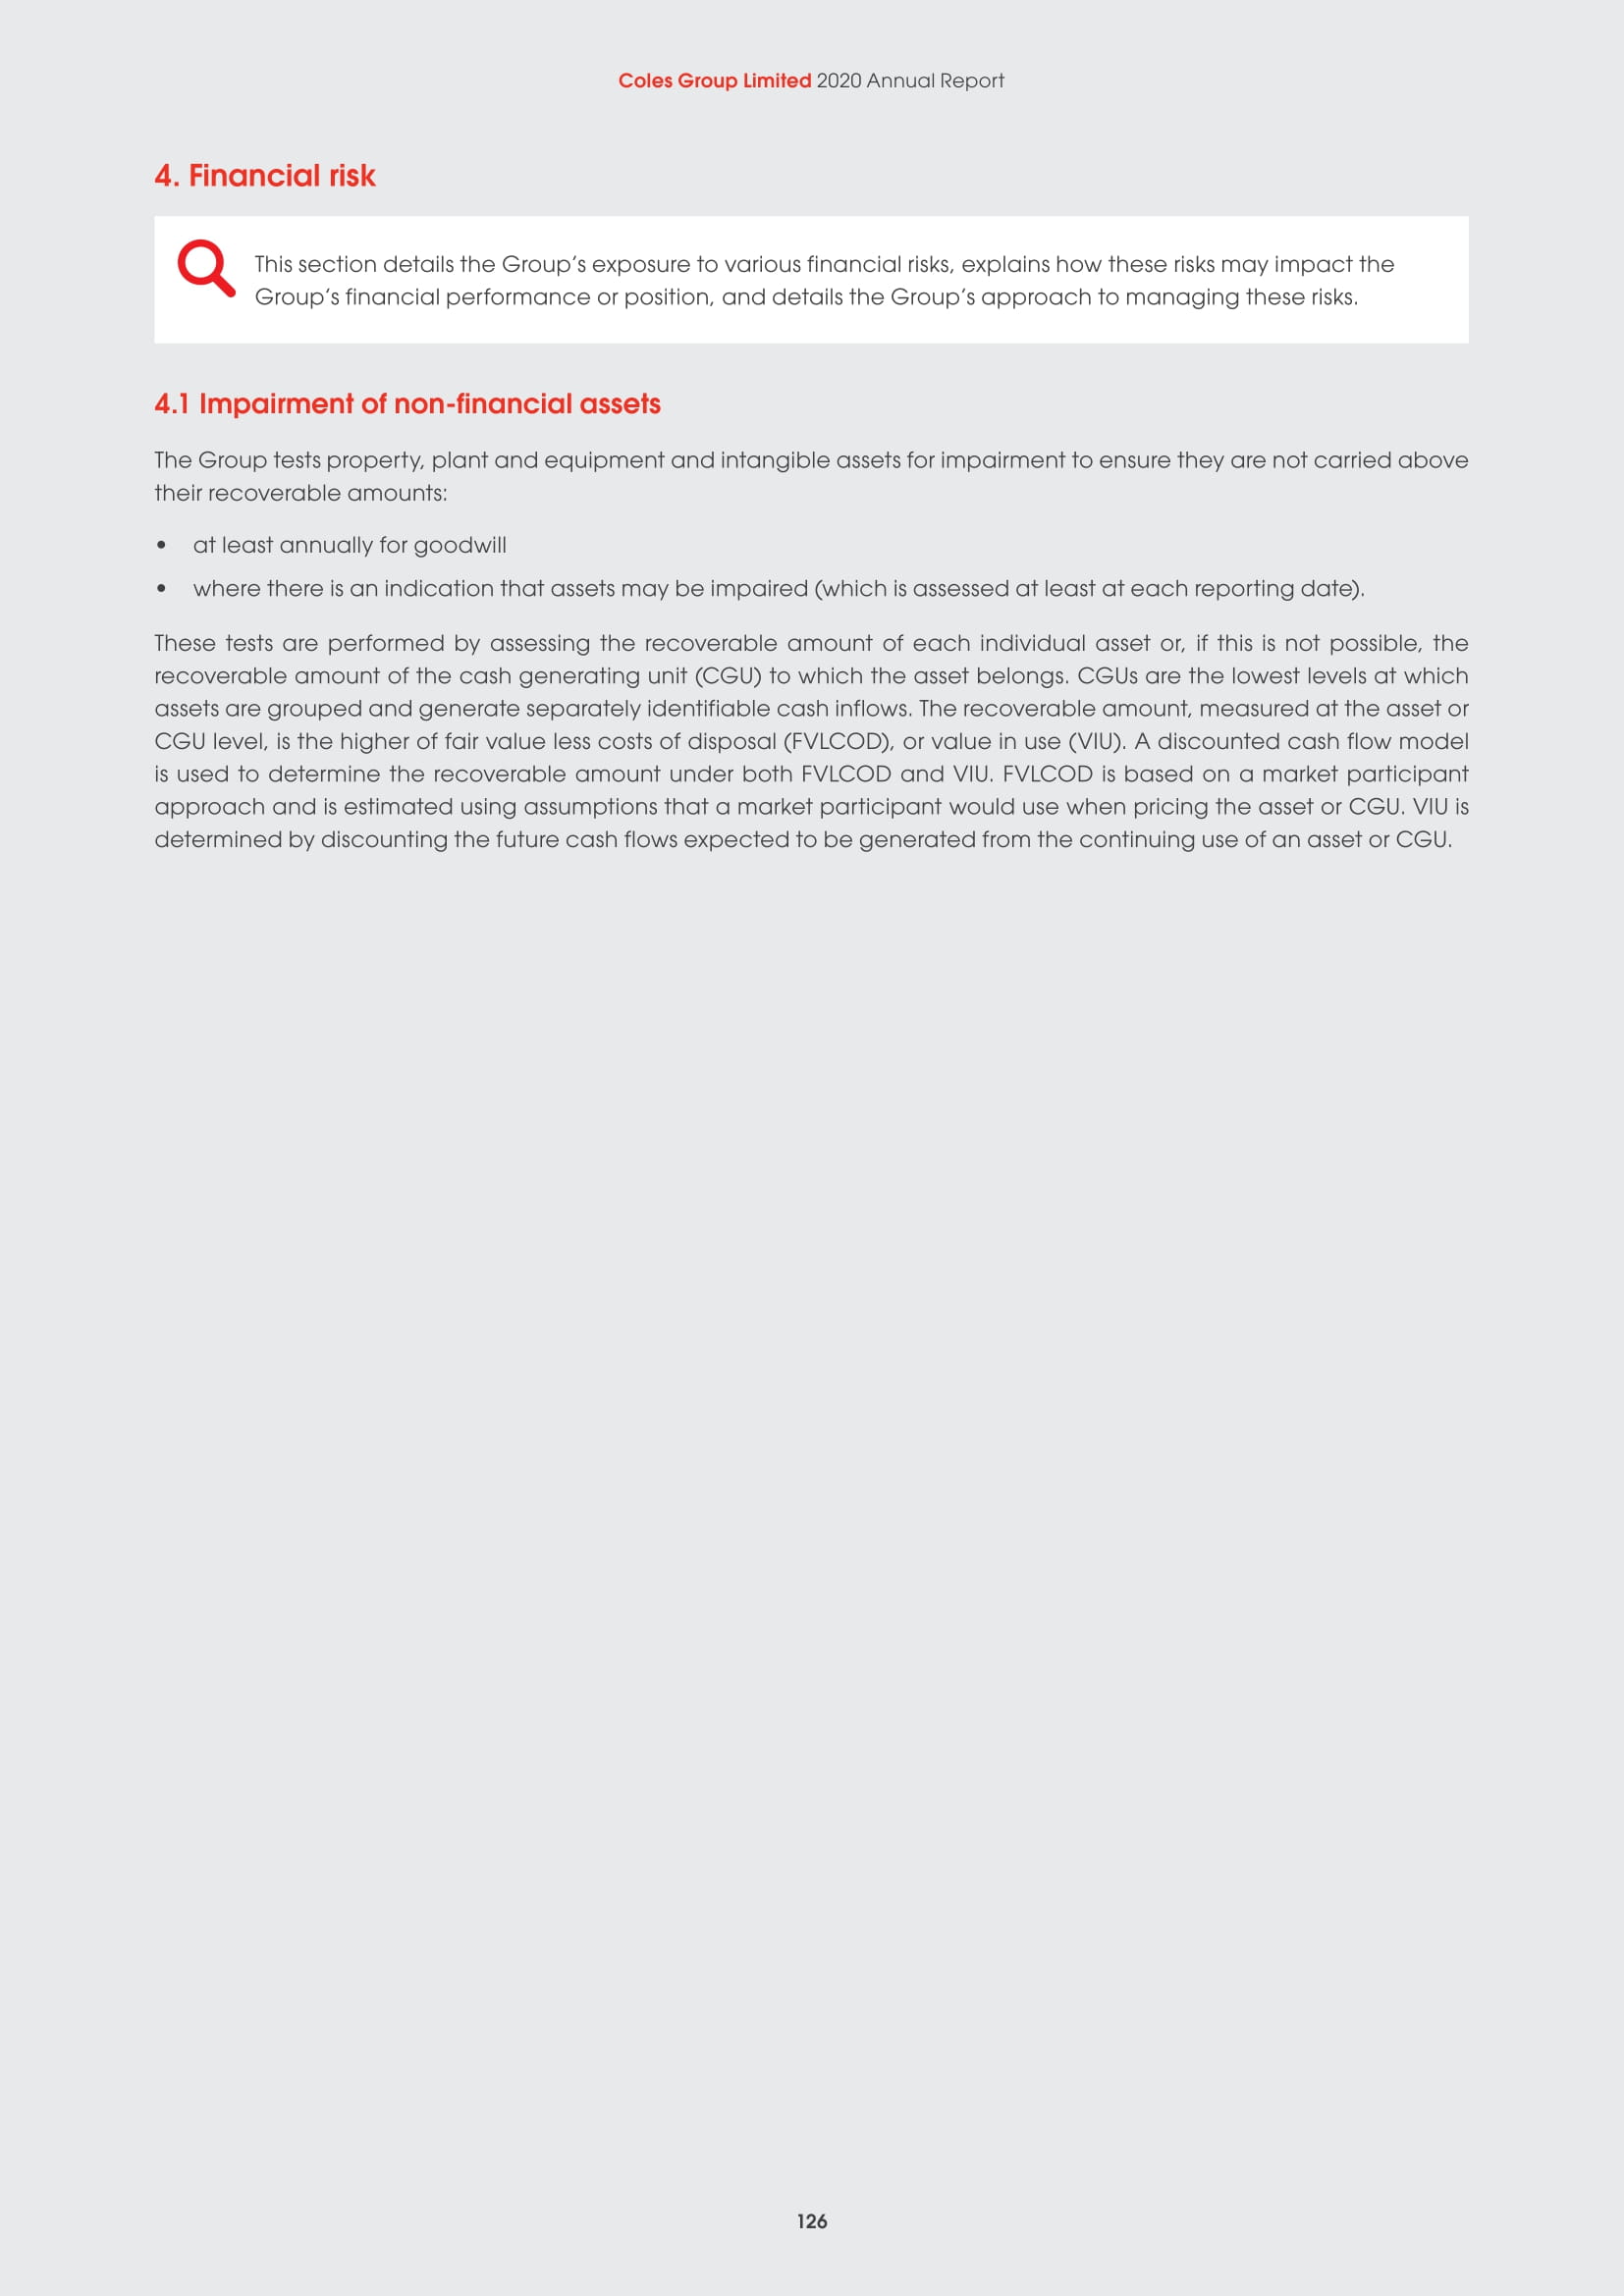 Coles Group Limited 2020 Annual Report
4. Financial risk
This section details the Group's exposure to various financial risks, explains how these risks may impact the
Group's financial performance or position, and details the Group's approach to managing these risks.
4.1 Impairment of non-financial assets
The Group tests property, plant and equipment and intangible assets for impairment to ensure they are not carried above
their recoverable amounts:
• at least annually for goodwill
• where there is an indication that assets may be impaired (which is assessed at least at each reporting date).
These tests are performed by assessing the recoverable amount of each individual asset or, if this is not possible, the
recoverable amount of the cash generating unit (CGU) to which the asset belongs. CGUs are the lowest levels at which
assets are grouped and generate separately identifiable cash inflows. The recoverable amount, measured at the asset or
CGU level, is the higher of fair value less costs of disposal (FVLCOD), or value in use (VIU). A discounted cash flow model
is used to determine the recoverable amount under both FVLCOD and VIU. FVLCOD is based on a market participant
approach and is estimated using assumptions that a market participant would use when pricing the asset or CGU. VIU is
determined by discounting the future cash flows expected to be generated from the continuing use of an asset or CGU.
126